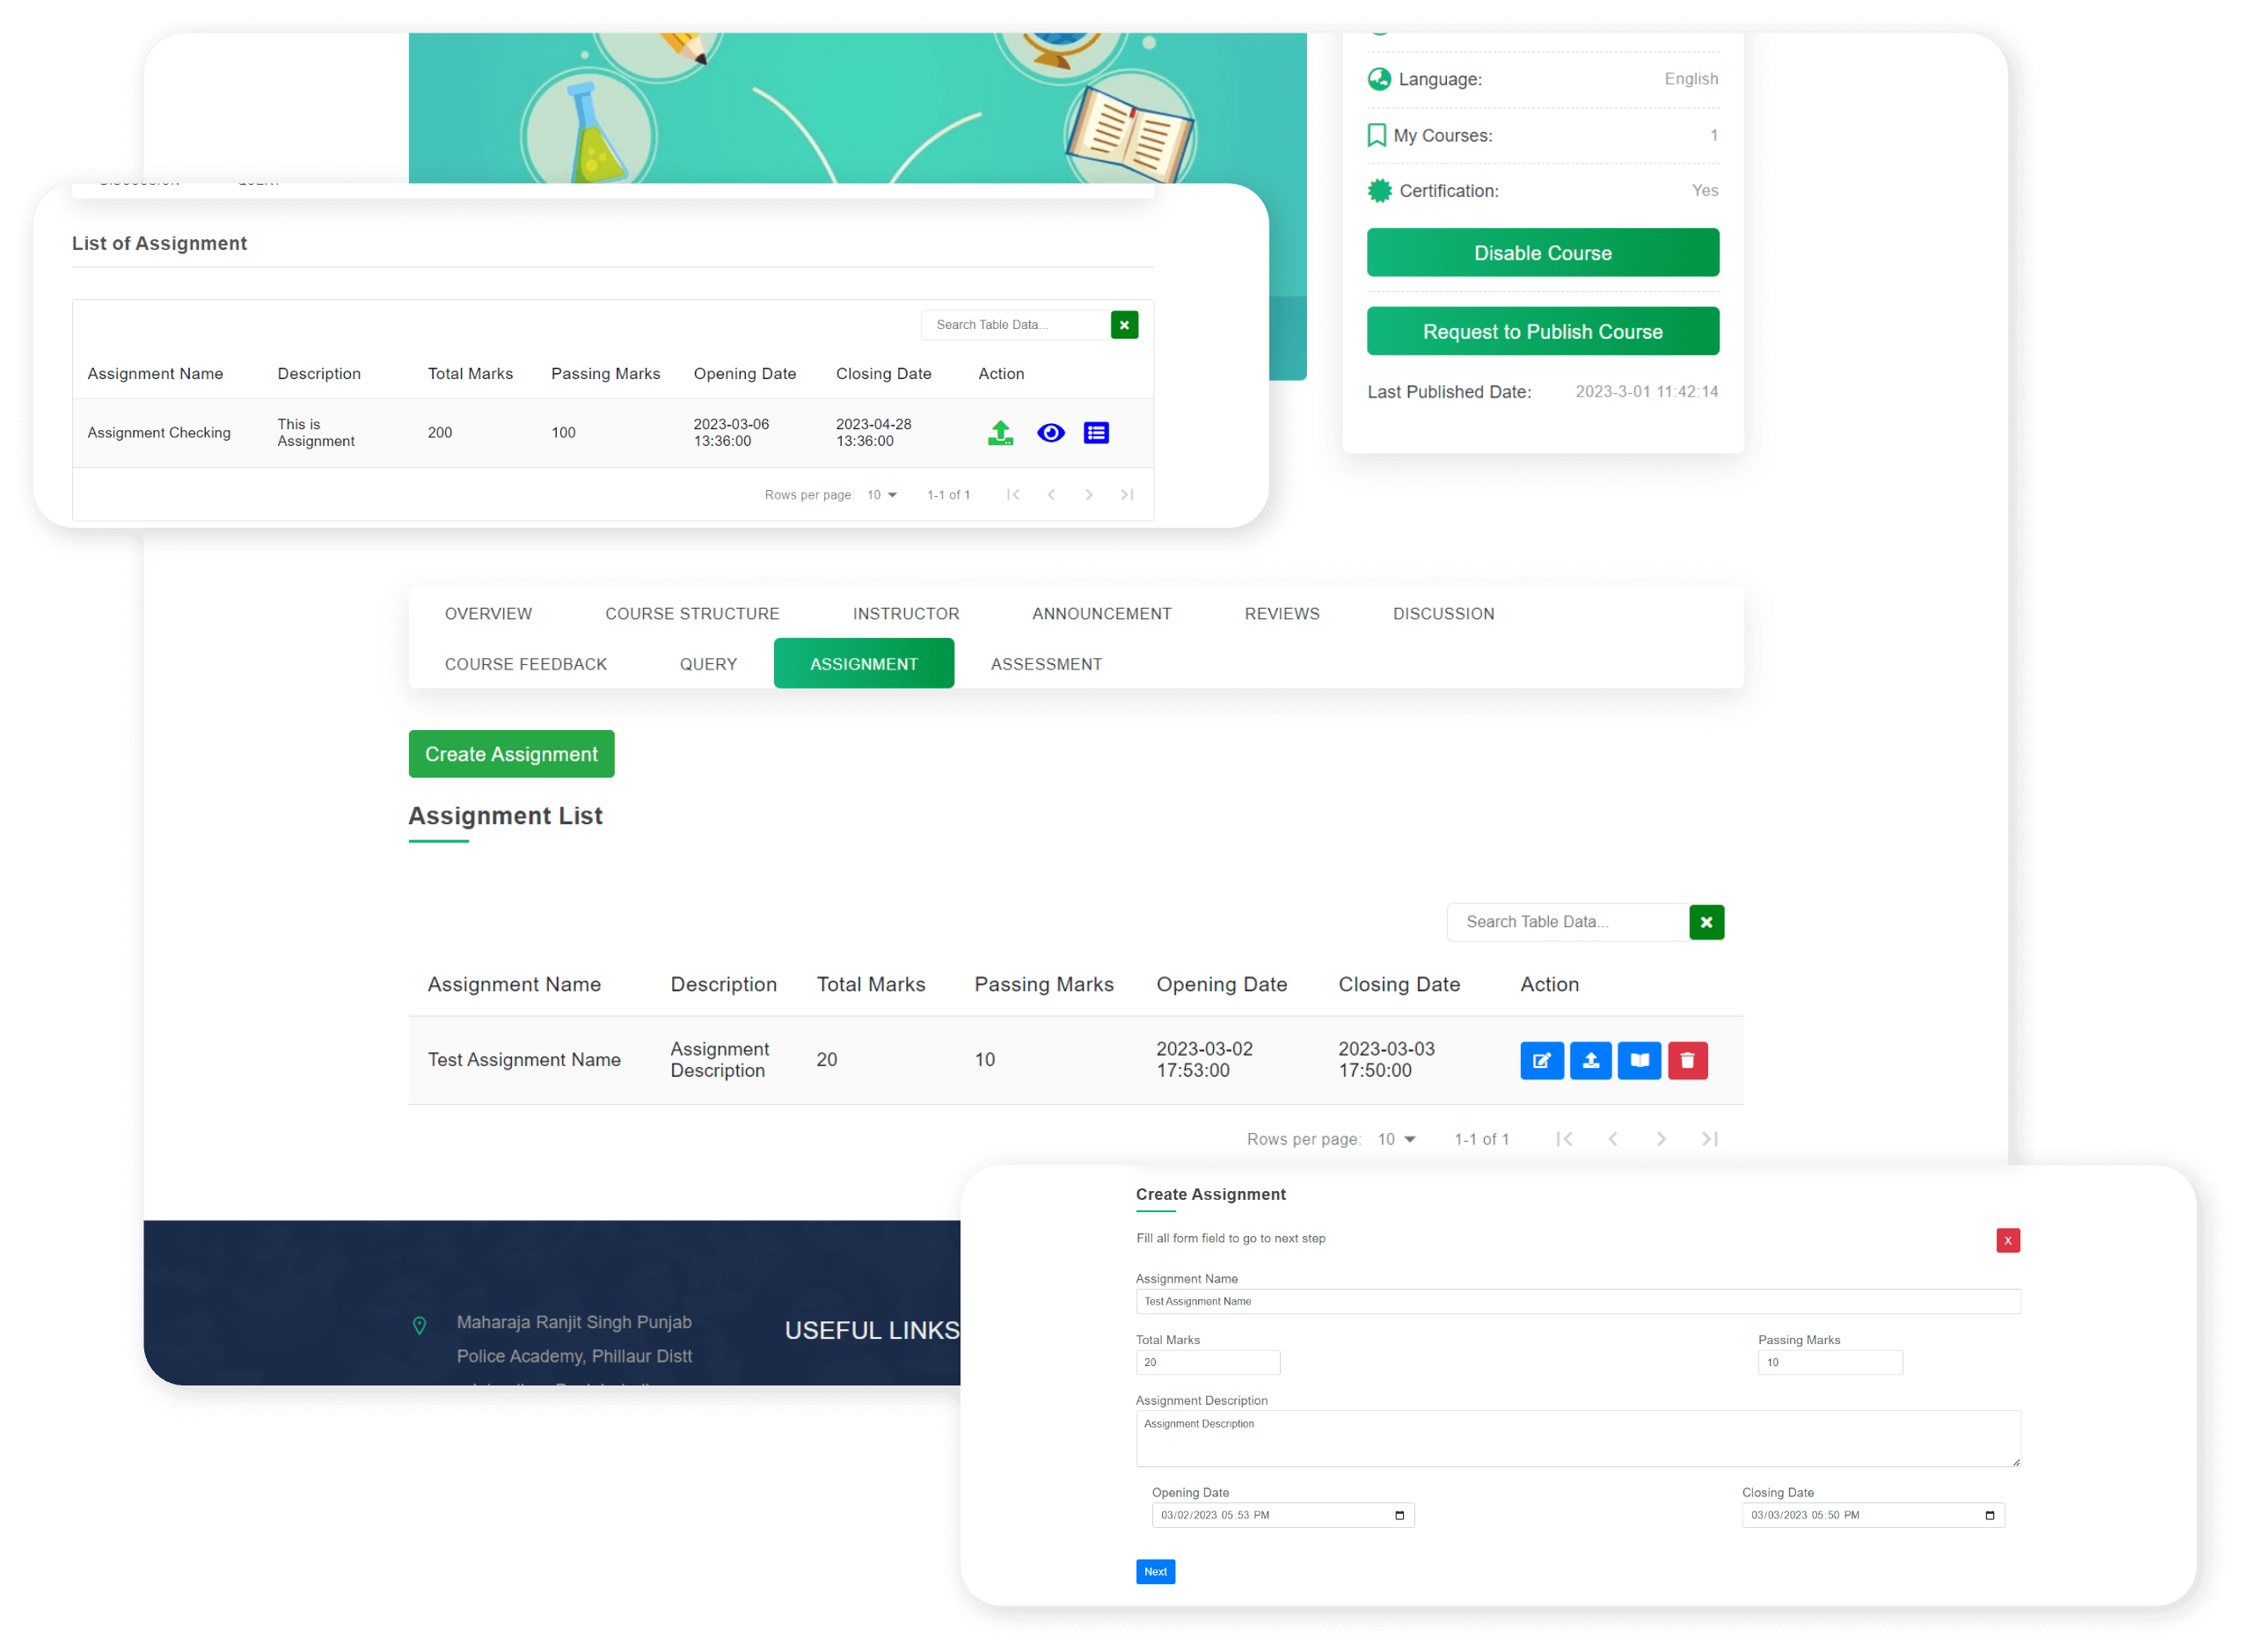 Language: English
My Courses: 1
Certification: Yes
Disable Course
Request to Publish Course
Last Published Date: 2023-3-01 11:42:14
DISCUSSION QUERY
List of Assignment
Search Table Data...
Assignment Name Description Total Marks Passing Marks Opening Date Closing Date Action
Assignment Checking This is Assignment 200 100 2023-03-06 13:36:00 2023-04-28 13:36:00
Rows per page: 10 1-1 of 1
OVERVIEW COURSE STRUCTURE INSTRUCTOR ANNOUNCEMENT REVIEWS DISCUSSION
COURSE FEEDBACK QUERY ASSIGNMENT ASSESSMENT
Create Assignment
Assignment List
Search Table Data...
Assignment Name Description Total Marks Passing Marks Opening Date Closing Date Action
Test Assignment Name Assignment Description 20 10 2023-03-02 17:53:00 2023-03-03 17:50:00
Rows per page: 10 1-1 of 1
Maharaja Ranjit Singh Punjab
Police Academy, Phillaur Distt
USEFUL LINKS
Create Assignment
Fill all form field to go to next step
X
Assignment Name
Test Assignment Name
Total Marks Passing Marks
20 10
Assignment Description
Assignment Description
Opening Date Closing Date
03/02/2023 05:53 PM 03/03/2023 05:50 PM
Next